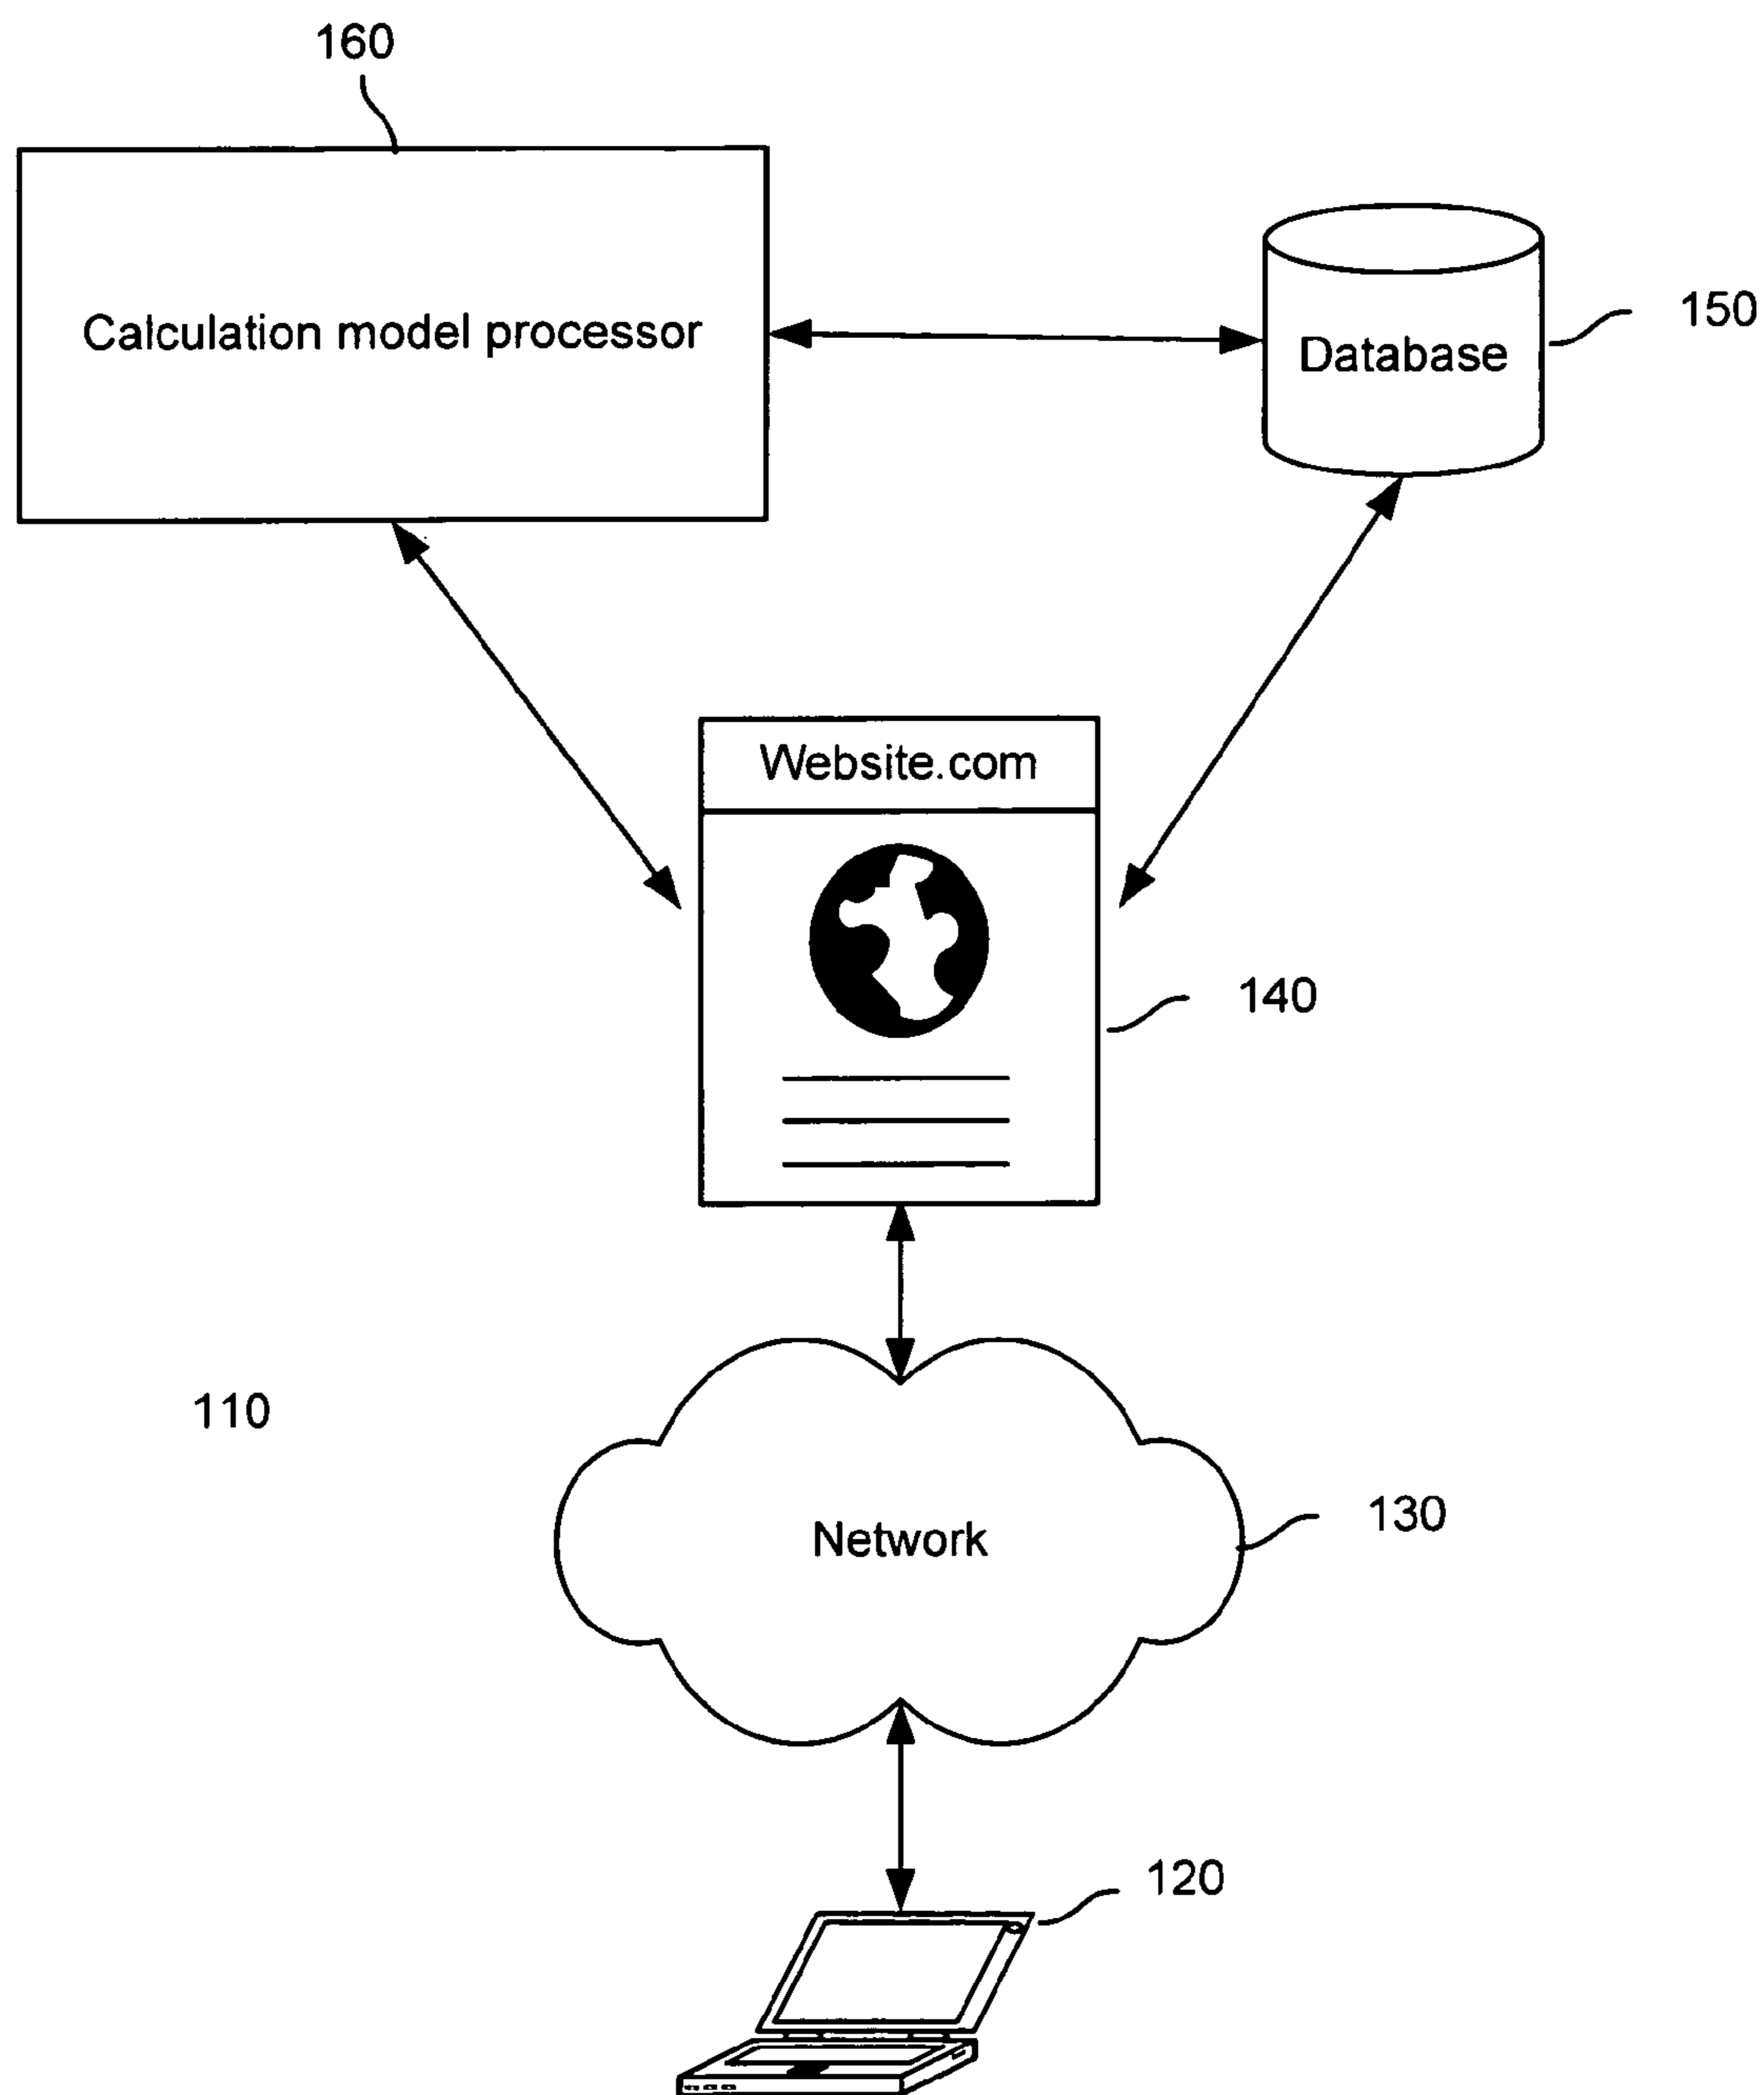 160
Calculation model processor
150
Database
Website.com
140
110
130
Network
120